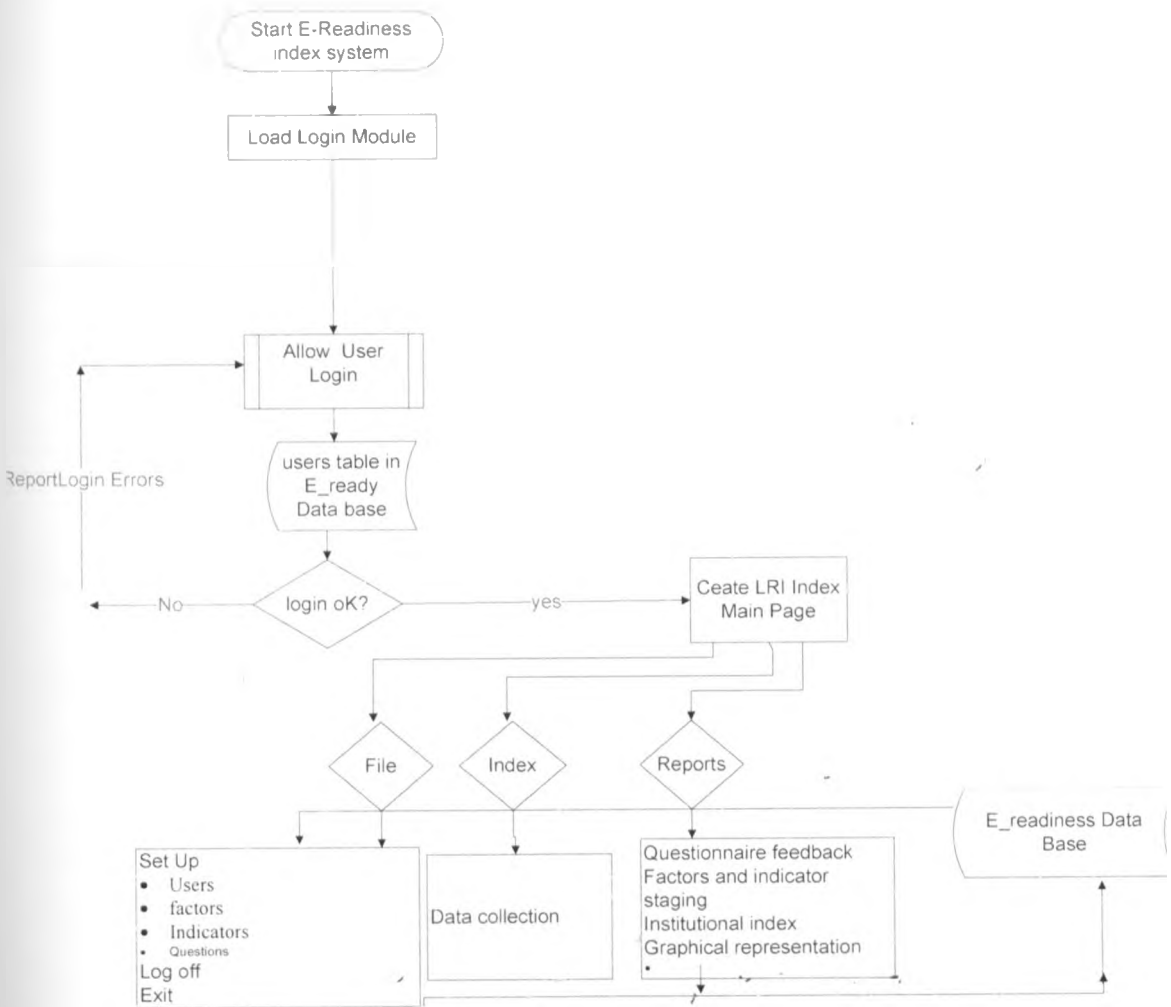 Start E-Readiness
index system
Load Login Module
Allow User
Login
users table in
E_ready
Data base
ReportLogin Errors
No
login oK?
yes
Ceate LRI Index
Main Page
File
Index
Reports
E_readiness Data
Base
Set Up
• Users
• factors
• Indicators
• Questions
Log off
Exit
Data collection
Questionnaire feedback
Factors and indicator
staging
Institutional index
Graphical representation
•